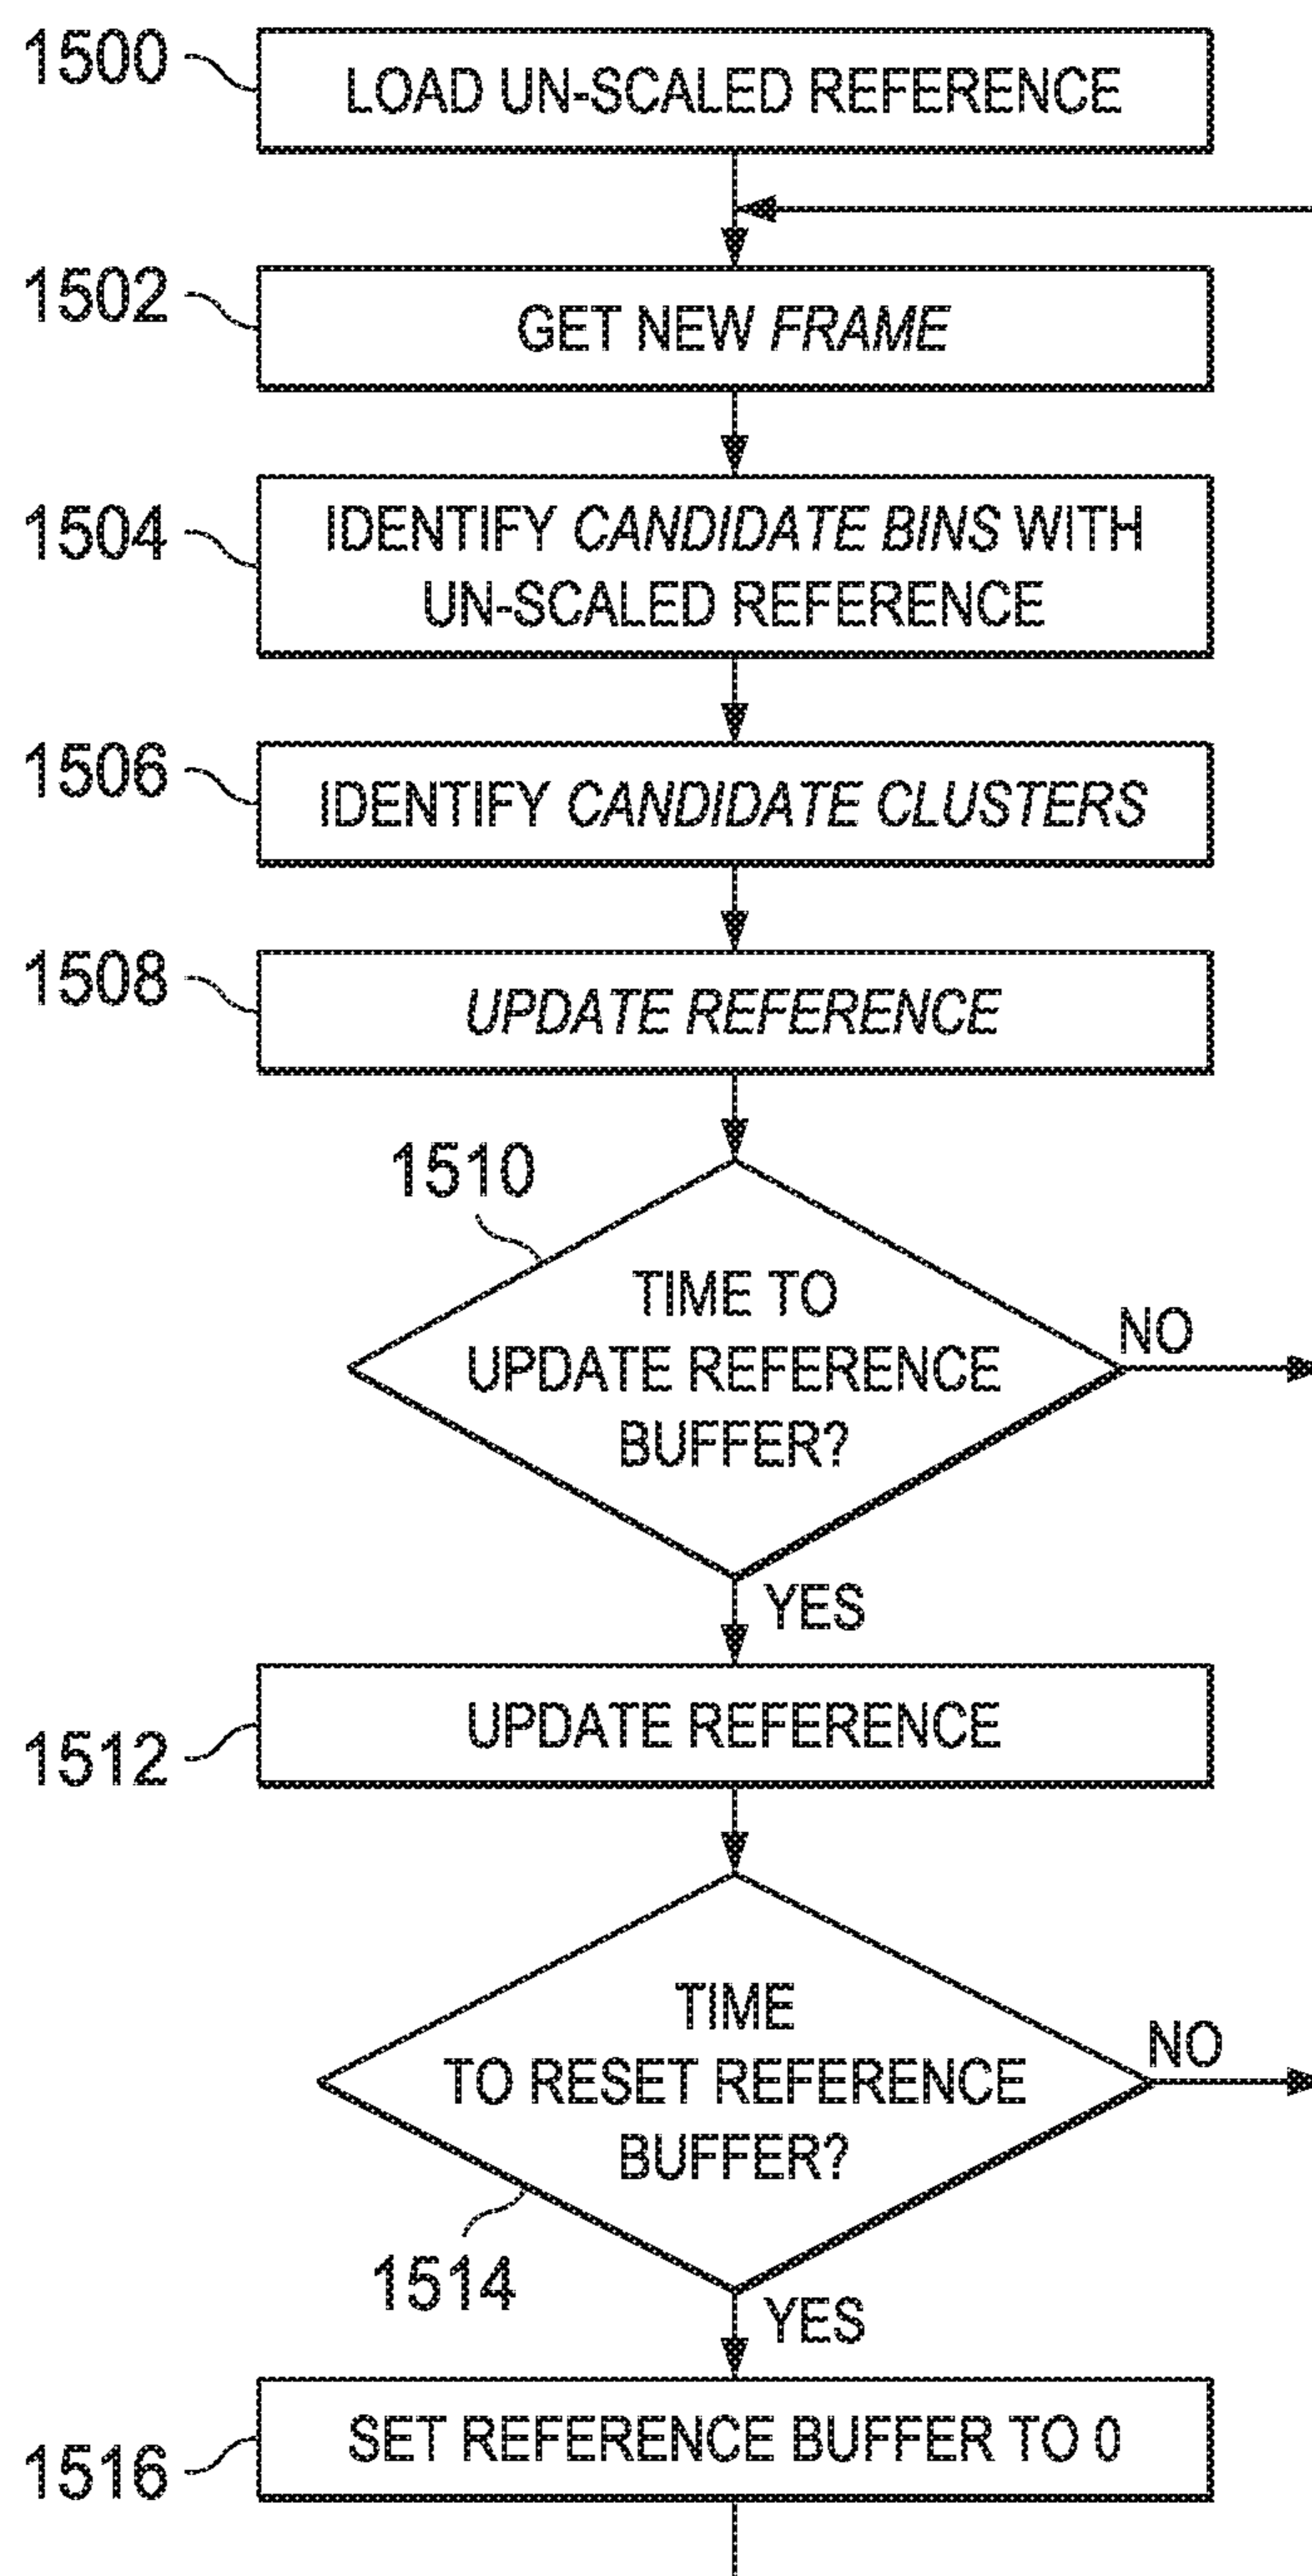 1500
LOAD UN-SCALED REFERENCE
1502
GET NEW FRAME
1504
IDENTIFY CANDIDATE BINS WITH
UN-SCALED REFERENCE
1506
IDENTIFY CANDIDATE CLUSTERS
1508
UPDATE REFERENCE
1510
TIME TO
UPDATE REFERENCE
BUFFER?
NO
YES
1512
UPDATE REFERENCE
TIME
TO RESET REFERENCE
BUFFER?
NO
1514
YES
1516
SET REFERENCE BUFFER TO 0